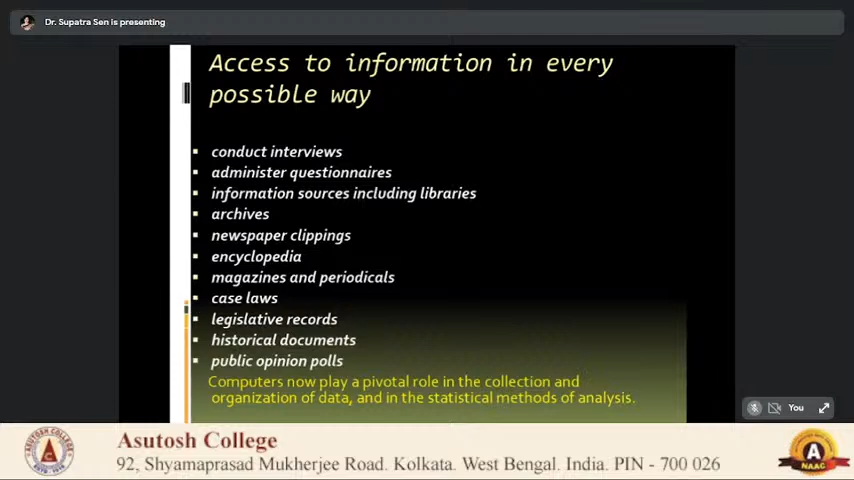 Dr. Supatra Sen is presenting
Access to information in every
possible way
conduct interviews
administer questionnaires
information sources including libraries
archives
newspaper clippings
encyclopedia
magazines and periodicals
case laws
legislative records
historical documents
public opinion polls
Computers now play a pivotal role in the collection and
organization of data, and in the statistical methods of analysis.
You
Asutosh College
92, Shyamaprasad Mukherjee Road. Kolkata. West Bengal. India. PIN - 700 026
ASUTOSH COLLEGE
A
NAAC